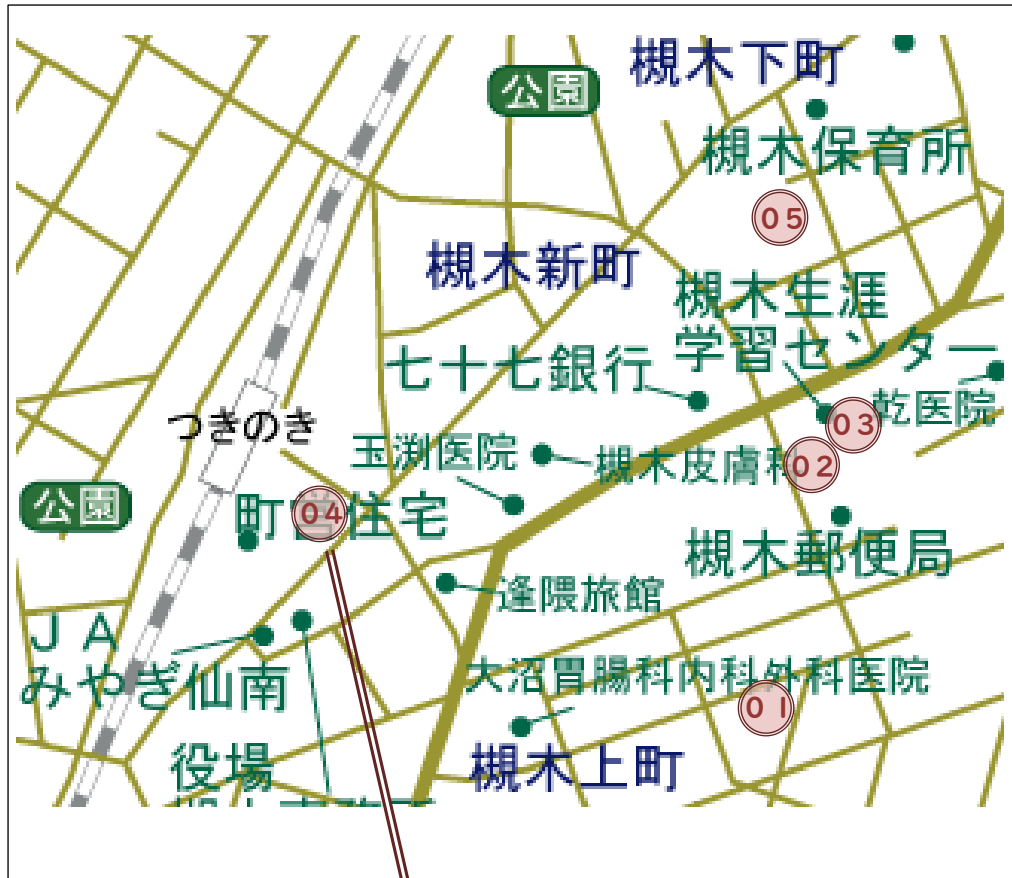 槻木下町
公園
槻木保育所
05
槻木新町
槻木生涯
学習センター
七十七銀行
乾医院
つきのき
03
玉渕医院
槻木皮膚科
02
公園
町営住宅
04
槻木郵便局
逢隈旅館
JA
みやぎ仙南
大沼胃腸科内科外科医院
01
役場
槻木上町